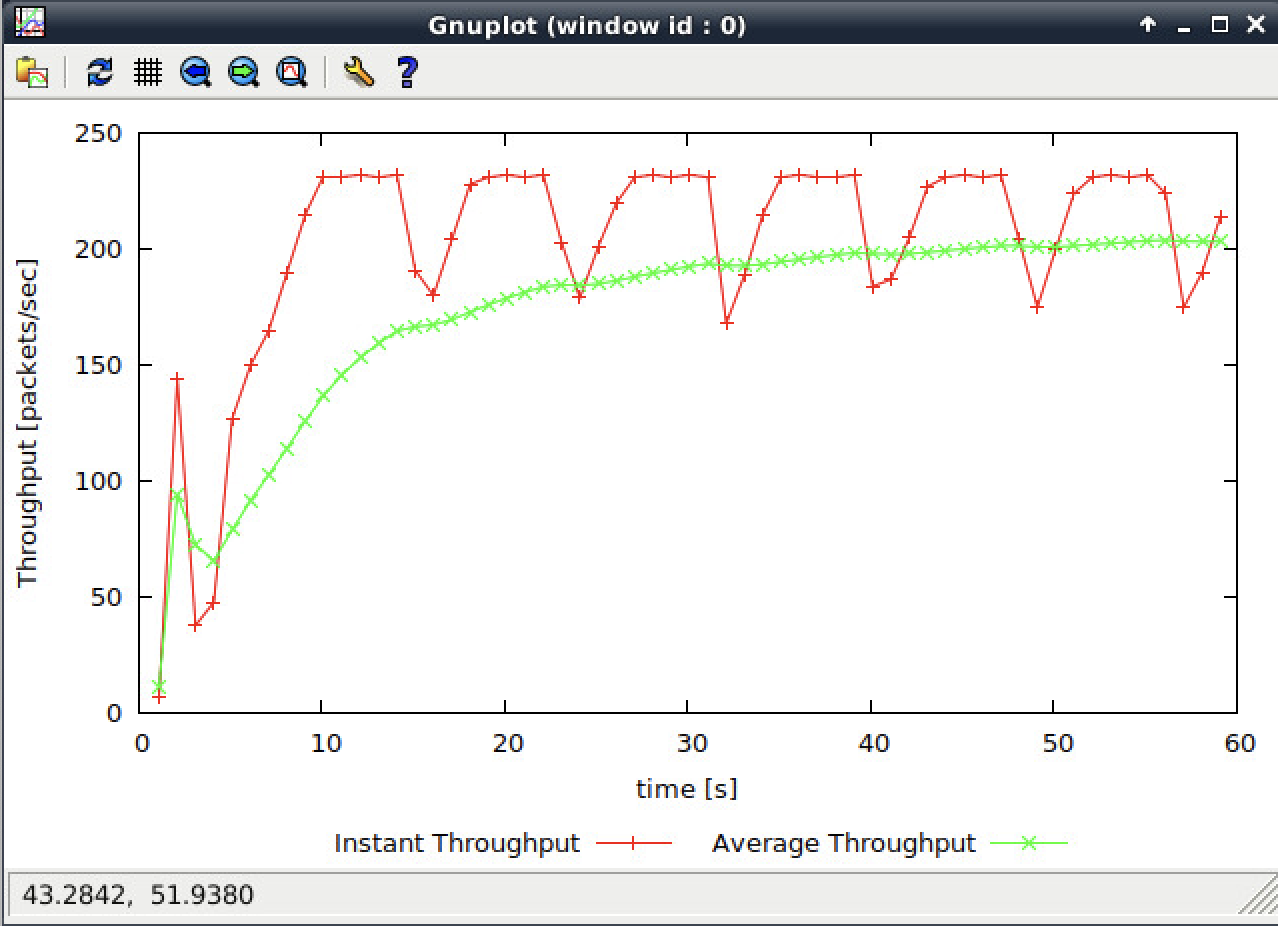 Gnuplot (window id : 0)
250
200
150
100
50
0
Throughput [packets/sec]
0 10 20 30 40 50 60
time [s]
Instant Throughput Average Throughput
43.2842, 51.9380